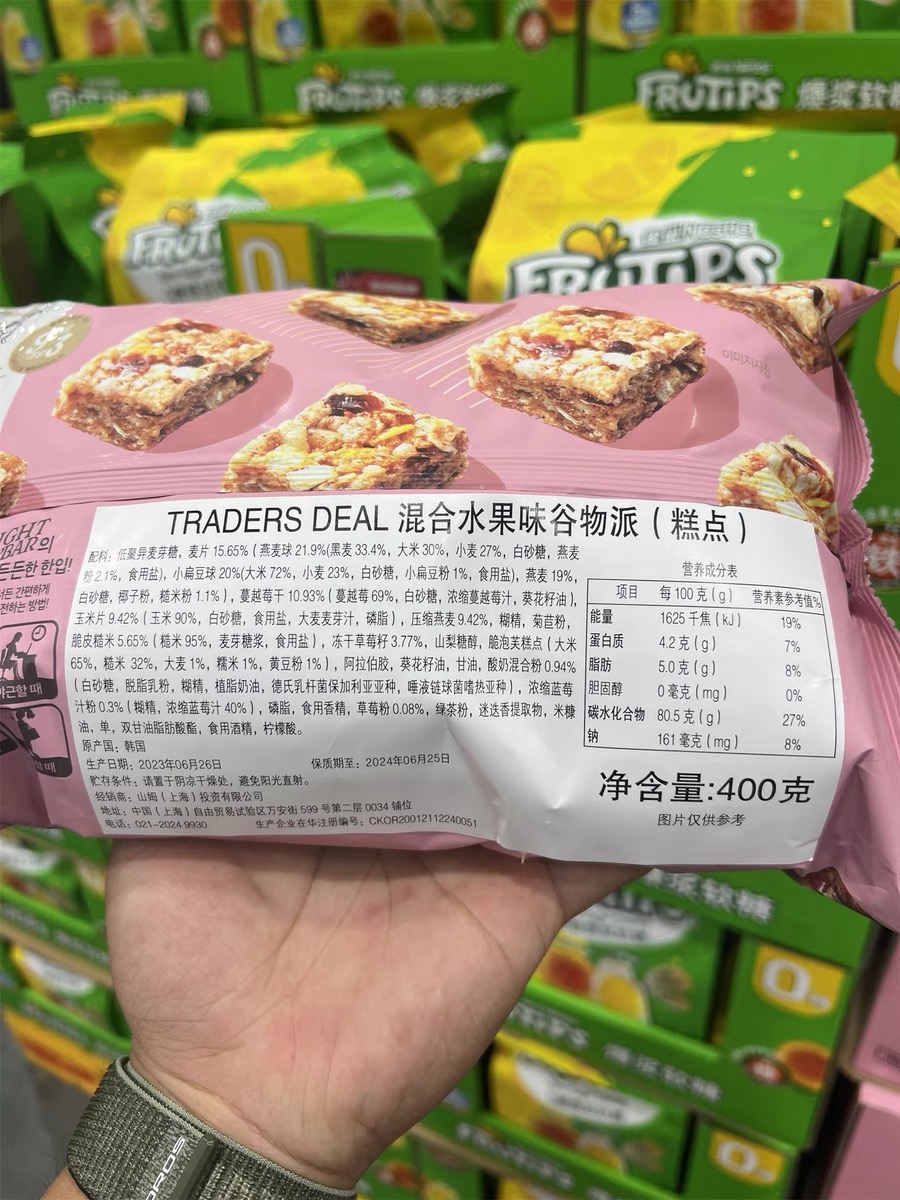 FRUTIPS
FRUTIPS
FRUTIPS 爆浆软糖
FRUTIPS
0
이미지사진
든든한 한입!
야근할 때
TRADERS DEAL 混合水果味谷物派（糕点）
配料：低聚异麦芽糖，麦片 15.65%（燕麦球 21.9%(黑麦 33.4%，大米 30%，小麦 27%，白砂糖，燕麦
粉 2.1%，食用盐)，小扁豆球 20%(大米 72%，小麦 23%，白砂糖，小扁豆粉 1%，食用盐)，燕麦 19%，
白砂糖，椰子粉，糙米粉 1.1%），蔓越莓干 10.93%（蔓越莓 69%，白砂糖，浓缩蔓越莓汁，葵花籽油），
玉米片 9.42%（玉米 90%，白砂糖，食用盐，大麦麦芽汁，磷脂），压缩燕麦 9.42%，糊精，菊苣粉，
脆皮糙米 5.65%（糙米 95%，麦芽糖浆，食用盐），冻干草莓籽 3.77%，山梨糖醇，脆泡芙糕点（大米
65%，糙米 32%，大麦 1%，糯米 1%，黄豆粉 1%），阿拉伯胶，葵花籽油，甘油，酸奶混合粉 0.94%
（白砂糖，脱脂乳粉，糊精，植脂奶油，德氏乳杆菌保加利亚亚种，唾液链球菌嗜热亚种），浓缩蓝莓
汁粉 0.3%（糊精，浓缩蓝莓汁 40%），磷脂，食用香精，草莓粉 0.08%，绿茶粉，迷迭香提取物，米糠
油，单，双甘油脂肪酸酯，食用酒精，柠檬酸。
原产国：韩国
生产日期：2023年06月26日 保质期至：2024年06月25日
贮存条件：请置于阴凉干燥处，避免阳光直射。
经销商：山姆（上海）投资有限公司
地址：中国（上海）自由贸易试验区万安街 599 号第二层 0034 铺位
电话：021-2024 9930 生产企业在华注册编号：CKOR20012112240051
营养成分表
项目 每 100 克(g) 营养素参考值%
能量 1625 千焦(kJ) 19%
蛋白质 4.2 克(g) 7%
脂肪 5.0 克(g) 8%
胆固醇 0 毫克(mg) 0%
碳水化合物 80.5 克(g) 27%
钠 161 毫克(mg) 8%
净含量:400克
图片仅供参考
0
0